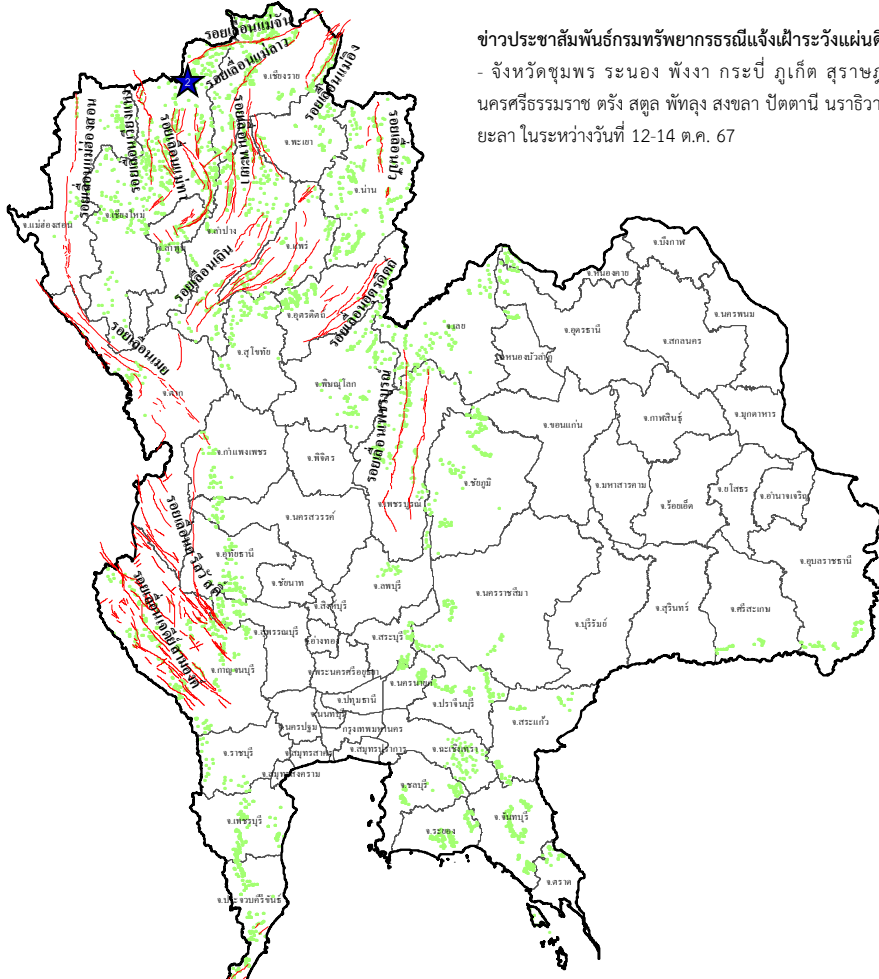 ข่าวประชาสัมพันธ์กรมทรัพยากรธรณีแจ้งเฝ้าระวังแผ่นดิ
- จังหวัดชุมพร ระนอง พังงา กระบี่ ภูเก็ต สุราษฎ
นครศรีธรรมราช ตรัง สตูล พัทลุง สงขลา ปัตตานี นราธิวา
ยะลา ในระหว่างวันที่ 12-14 ต.ค. 67
รอยเลื่อนแม่จัน
รอยเลื่อนแม่ลาว
รอยเลื่อนแม่อิง
2
จ.เชียงราย
รอยเลื่อนแม่ฮ่องสอน
รอยเลื่อนแม่ทา
รอยเลื่อนพะเยา
รอยเลื่อนปัว
จ.พะเยา
จ.น่าน
จ.เชียงใหม่
จ.แม่ฮ่องสอน
จ.ลำปาง
จ.ลำพูน
จ.แพร่
รอยเลื่อนเถิน
รอยเลื่อนอุตรดิตถ์
จ.อุตรดิตถ์
รอยเลื่อนเมย
จ.สุโขทัย
จ.ตาก
จ.พิษณุโลก
จ.เลย
จ.บึงกาฬ
จ.หนองคาย
จ.อุดรธานี
จ.นครพนม
จ.สกลนคร
จ.หนองบัวลำภู
รอยเลื่อนเพชรบูรณ์
จ.กำแพงเพชร
จ.พิจิตร
จ.เพชรบูรณ์
จ.ขอนแก่น
จ.กาฬสินธุ์
จ.มุกดาหาร
จ.ชัยภูมิ
จ.มหาสารคาม
จ.ร้อยเอ็ด
จ.ยโสธร
จ.อำนาจเจริญ
จ.นครสวรรค์
รอยเลื่อนศรีสวัสดิ์
จ.อุทัยธานี
จ.ชัยนาท
จ.ลพบุรี
จ.นครราชสีมา
จ.บุรีรัมย์
จ.สุรินทร์
จ.ศรีสะเกษ
จ.อุบลราชธานี
รอยเลื่อนเจดีย์สามองค์
จ.สิงห์บุรี
จ.สุพรรณบุรี
จ.อ่างทอง
จ.สระบุรี
จ.กาญจนบุรี
จ.พระนครศรีอยุธยา
จ.นครนายก
จ.ปราจีนบุรี
จ.ปทุมธานี
จ.นนทบุรี
จ.นครปฐม
กรุงเทพมหานคร
จ.สระแก้ว
จ.ราชบุรี
จ.สมุทรสาคร
จ.สมุทรปราการ
จ.ฉะเชิงเทรา
จ.สมุทรสงคราม
จ.ชลบุรี
จ.เพชรบุรี
จ.ระยอง
จ.จันทบุรี
จ.ตราด
จ.ประจวบคีรีขันธ์